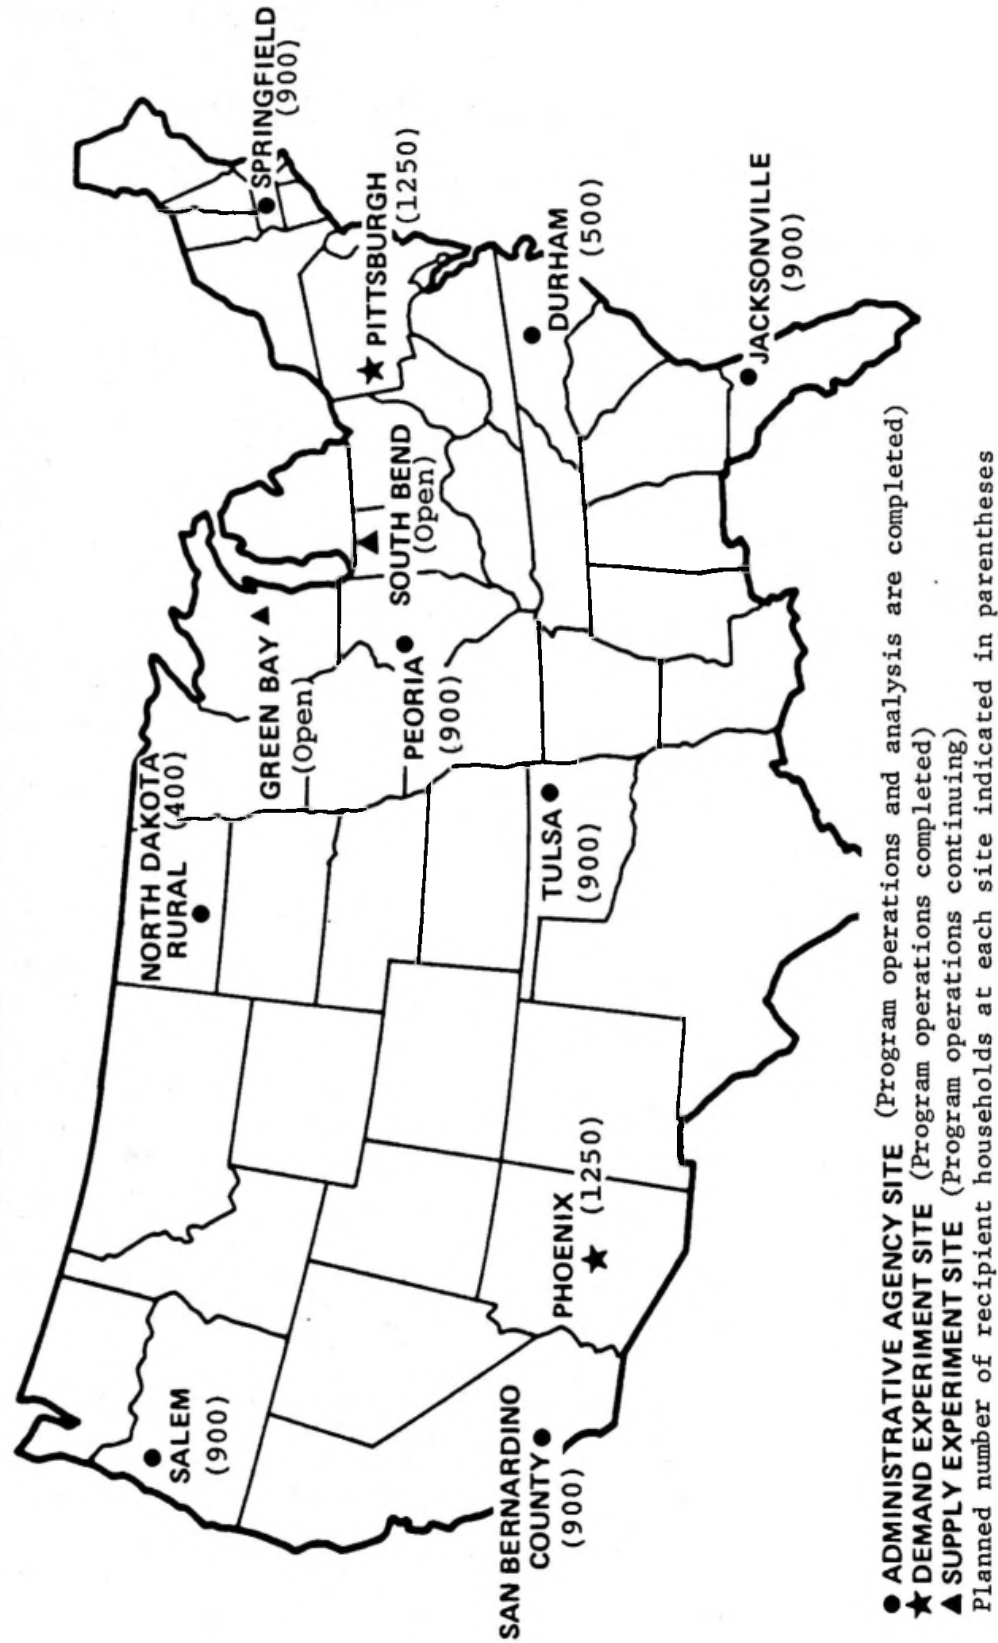 SALEM
(900)
SAN BERNARDINO
COUNTY
(900)
PHOENIX
(1250)
NORTH DAKOTA
RURAL (400)
TULSA
(900)
GREEN BAY
(Open)
PEORIA
(900)
SOUTH BEND
(Open)
PITTSBURGH
(1250)
SPRINGFIELD
(900)
DURHAM
(500)
JACKSONVILLE
(900)
● ADMINISTRATIVE AGENCY SITE (Program operations and analysis are completed)
★ DEMAND EXPERIMENT SITE (Program operations completed)
▲ SUPPLY EXPERIMENT SITE (Program operations continuing)
Planned number of recipient households at each site indicated in parentheses